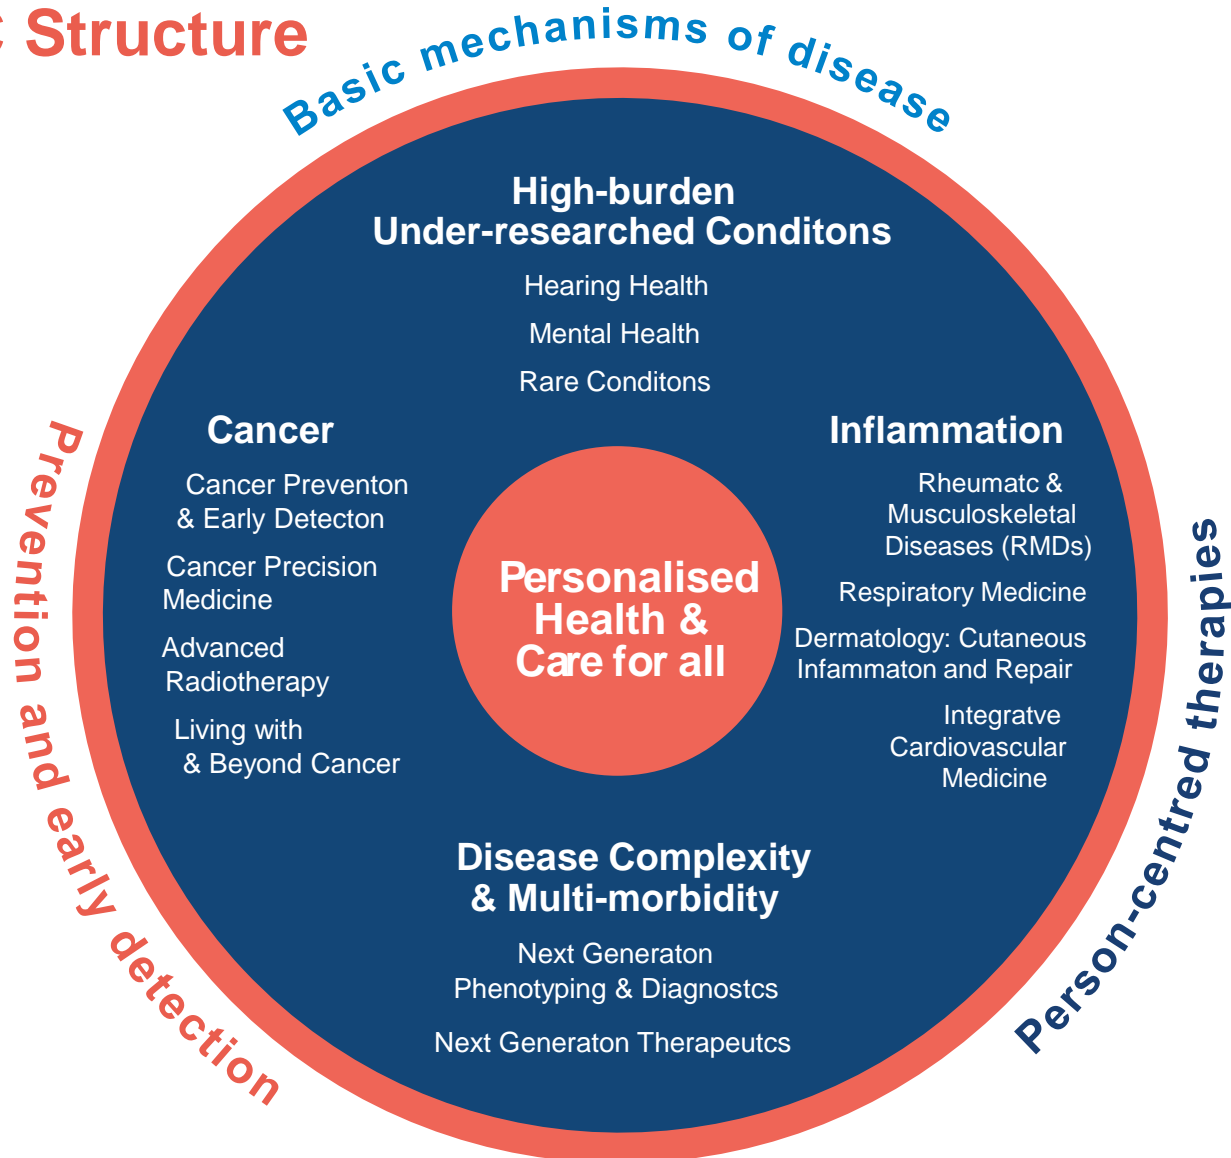 C Structure
Basic mechanisms of disease
High-burden
Under-researched Conditons
Hearing Health
Mental Health
Rare Conditons
Cancer
Cancer Preventon
& Early Detecton
Cancer Precision
Medicine
Advanced
Radiotherapy
Living with
& Beyond Cancer
Personalised
Health &
Care for all
Inflammation
Rheumatc &
Musculoskeletal
Diseases (RMDs)
Respiratory Medicine
Dermatology: Cutaneous
Infammaton and Repair
Integratve
Cardiovascular
Medicine
Disease Complexity
& Multi-morbidity
Next Generaton
Phenotyping & Diagnostcs
Next Generaton Therapeutcs
Prevention and early detection
Person-centred therapies